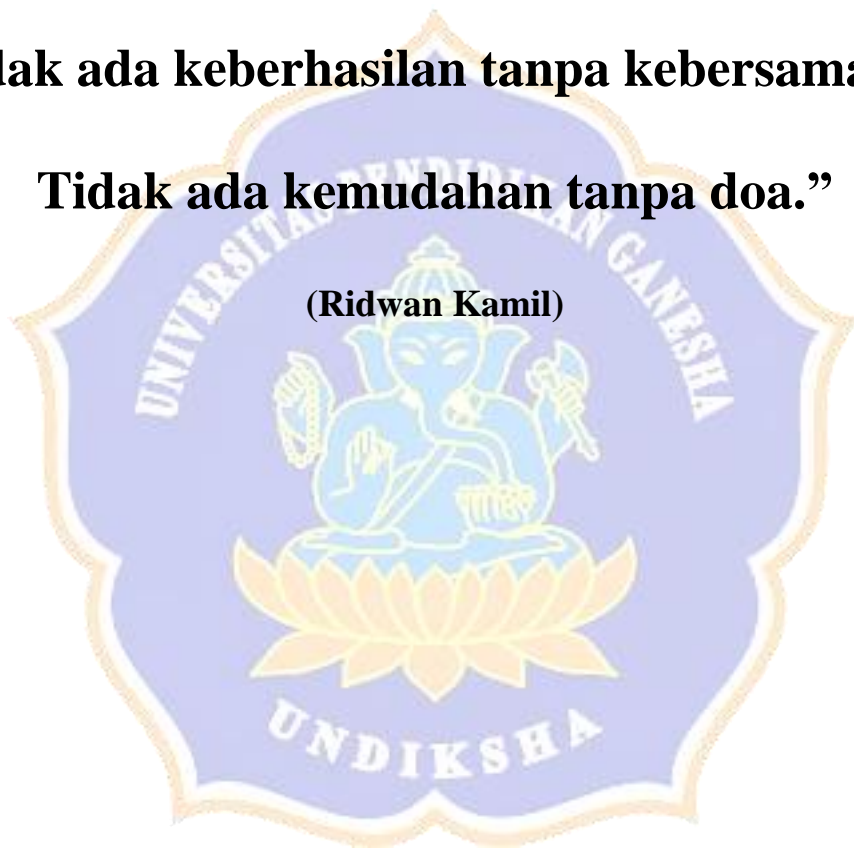 dak ada keberhasilan tanpa kebersama
Tidak ada kemudahan tanpa doa.”
(Ridwan Kamil)
UNIVERSITAS PENDIDIKAN GANESHA
UNDIKSHA